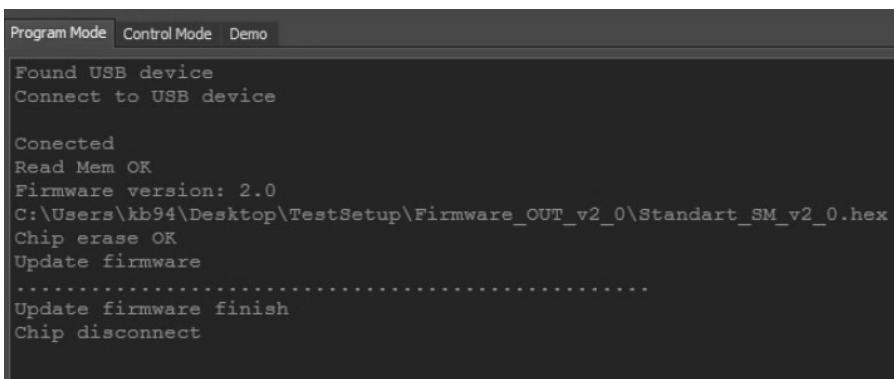 Program Mode Control Mode Demo
Found USB device
Connect to USB device
Conected
Read Mem OK
Firmware version: 2.0
C:\Users\kb94\Desktop\TestSetup\Firmware_OUT_v2_0\Standart_SM_v2_0.hex
Chip erase OK
Update firmware
...................................................
Update firmware finish
Chip disconnect